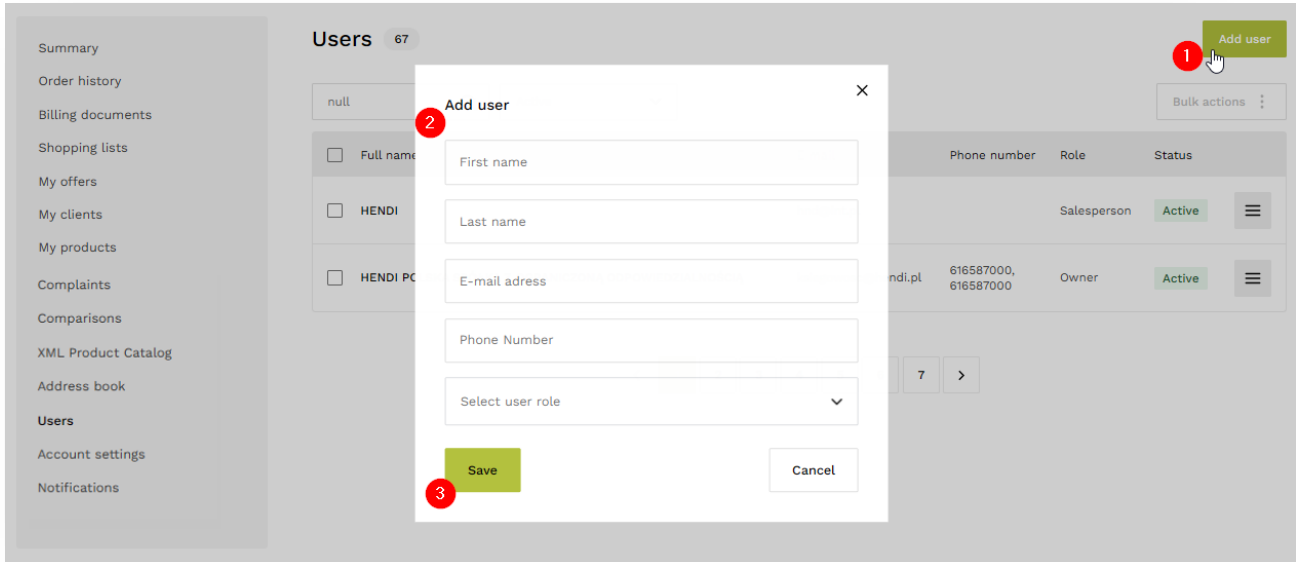 Summary
Order history
Billing documents
Shopping lists
My offers
My clients
My products
Complaints
Comparisons
XML Product Catalog
Address book
Users
Account settings
Notifications
Users 67
Add user
1
null
Bulk actions
Full name
Phone number Role Status
HENDI
Salesperson Active
HENDI PO
ndi.pl
616587000,
616587000
Owner Active
7
Add user
2
First name
Last name
E-mail adress
Phone Number
Select user role
Save
Cancel
3